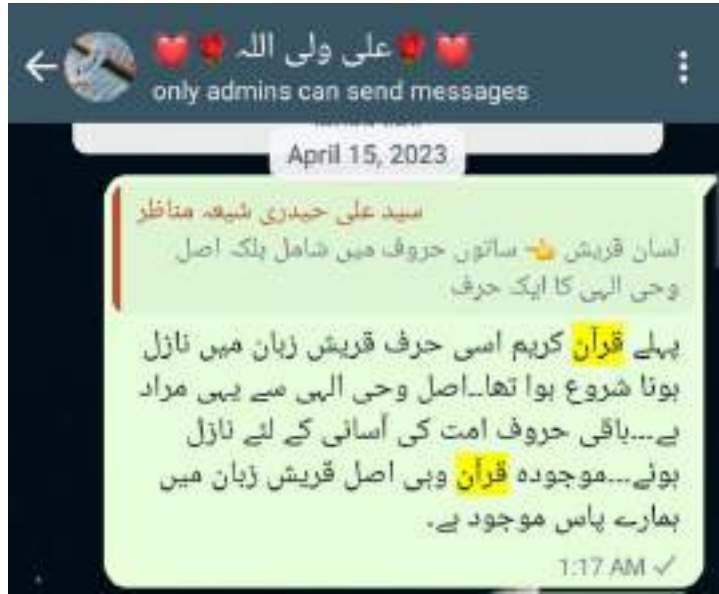 ❤️🌹علی ولی اللہ🌹❤️
only admins can send messages
April 15, 2023
سید علی حیدری شیعہ مناظر
لسان قریش 👈 ساتوں حروف میں شامل بلکہ اصل
وحی الہی کا ایک حرف
پہلے قرآن کریم اسی حرف قریش زبان میں نازل
ہونا شروع ہوا تھا۔۔اصل وحی الہی سے یہی مراد
ہے۔۔۔باقی حروف امت کی آسانی کے لئے نازل
ہوئے۔۔۔موجودہ قرآن وہی اصل قریش زبان میں
ہمارے پاس موجود ہے۔
1:17 AM ✓